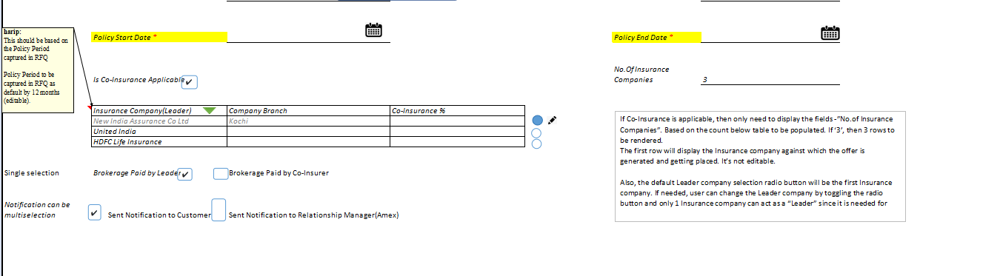 harip:
This should be based on
the Policy Period
captured in RFQ
Policy Period to be
captured in RFQ as
default by 12 months
(editable).
Policy Start Date *
Policy End Date *
Is Co-Insurance Applicable ✔
No.Of Insurance
Companies 3
Insurance Company(Leader) Company Branch Co-Insurance %
New India Assurance Co Ltd Kochi
United India
HDFC Life Insurance
If Co-Insurance is applicable, then only need to display the fields -"No.of Insurance
Companies". Based on the count below table to be populated. If '3', then 3 rows to
be rendered.
The first row will display the Insurance company against which the offer is
generated and getting placed. It's not editable.
Also, the default Leader company selection radio button will be the first Insurance
company. If needed, user can change the Leader company by toggling the radio
button and only 1 Insurance company can act as a "Leader" since it is needed for
Single selection Brokerage Paid by Leader ✔ Brokerage Paid by Co-Insurer
Notification can be
multiselection ✔ Sent Notification to Customer Sent Notification to Relationship Manager(Amex)